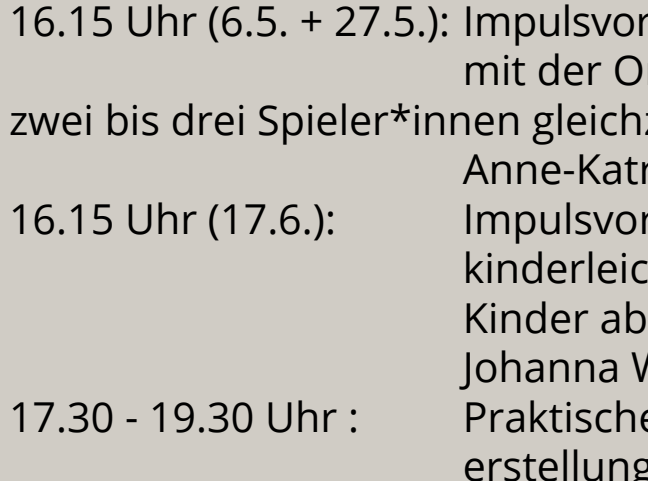 16.15 Uhr (6.5. + 27.5.): Impulsvor
mit der O
zwei bis drei Spieler*innen gleich
Anne-Katr
16.15 Uhr (17.6.): Impulsvor
kinderleic
Kinder ab
Johanna
17.30 - 19.30 Uhr : Praktische
erstellung